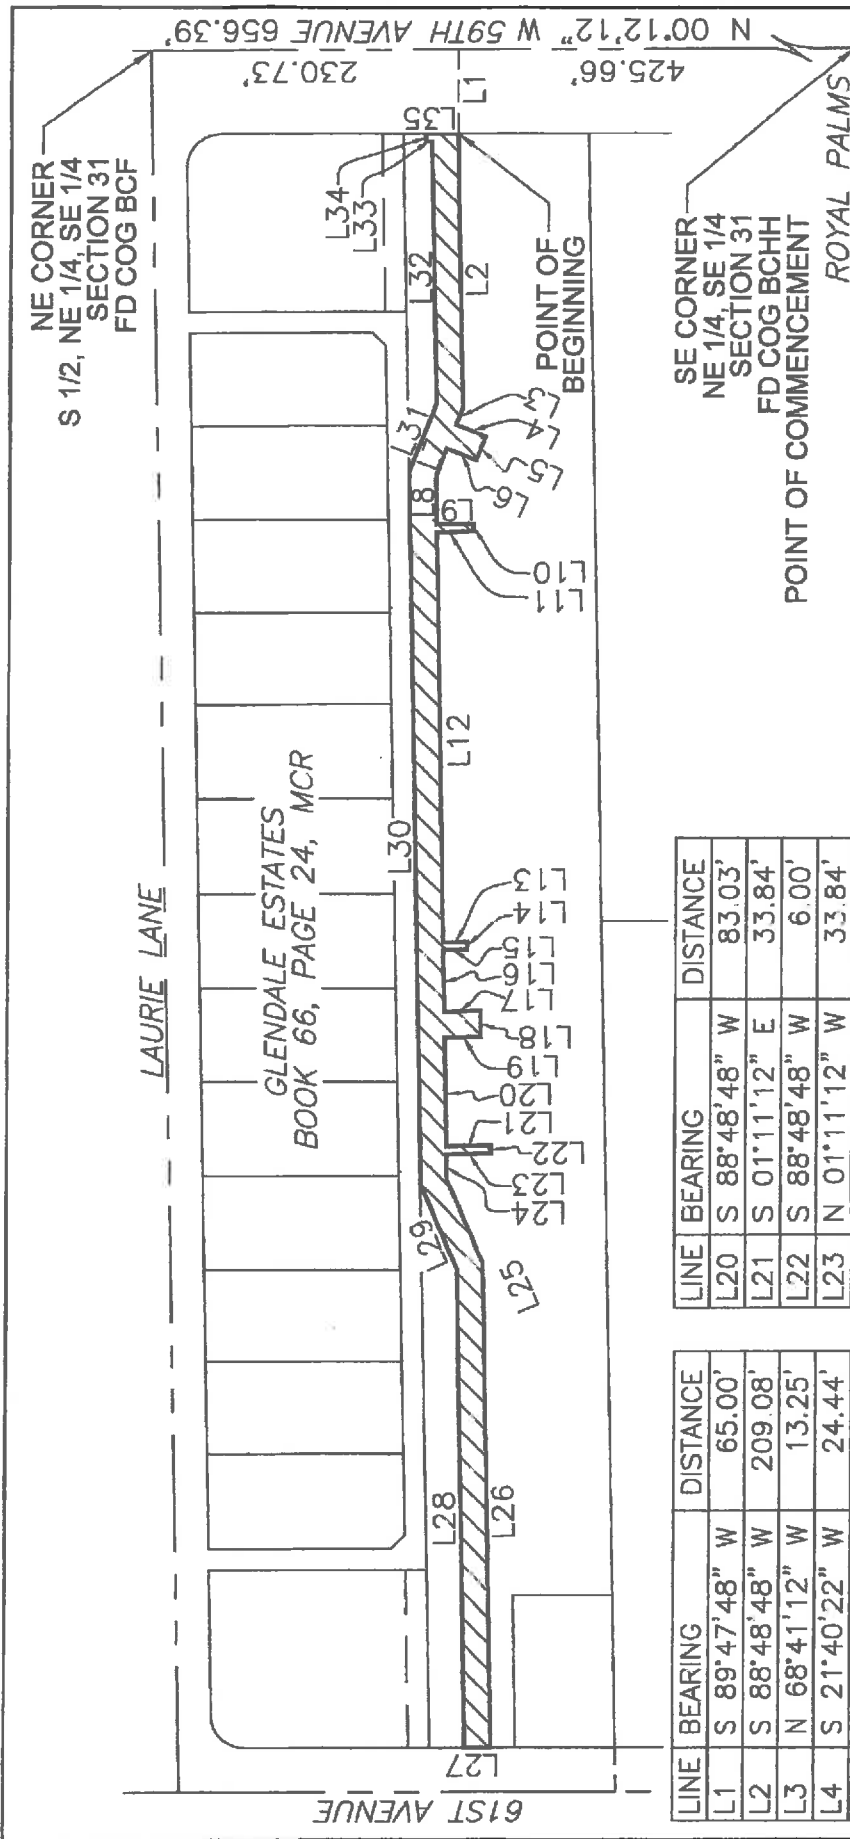 NE CORNER
S 1/2, NE 1/4, SE 1/4
SECTION 31
FD COG BCF
N 00°12'12" W 59TH AVENUE 656.39'
230.73'
425.66'
LAURIE LANE
GLENDALE ESTATES
BOOK 66, PAGE 24, MCR
61ST AVENUE
L1
L35
L34
L33
L32
L2
POINT OF
BEGINNING
L3
L4
L5
L6
L31
L8
L9
L10
L11
L12
L30
L13
L14
L15
L16
L17
L18
L19
L20
L21
L22
L23
L24
L29
L25
L28
L26
L27
SE CORNER
NE 1/4, SE 1/4
SECTION 31
FD COG BCHH
POINT OF COMMENCEMENT
ROYAL PALMS
LINE BEARING DISTANCE
L1 S 89°47'48" W 65.00'
L2 S 88°48'48" W 209.08'
L3 N 68°41'12" W 13.25'
L4 S 21°40'22" W 24.44'
LINE BEARING DISTANCE
L20 S 88°48'48" W 83.03'
L21 S 01°11'12" E 33.84'
L22 S 88°48'48" W 6.00'
L23 N 01°11'12" W 33.84'